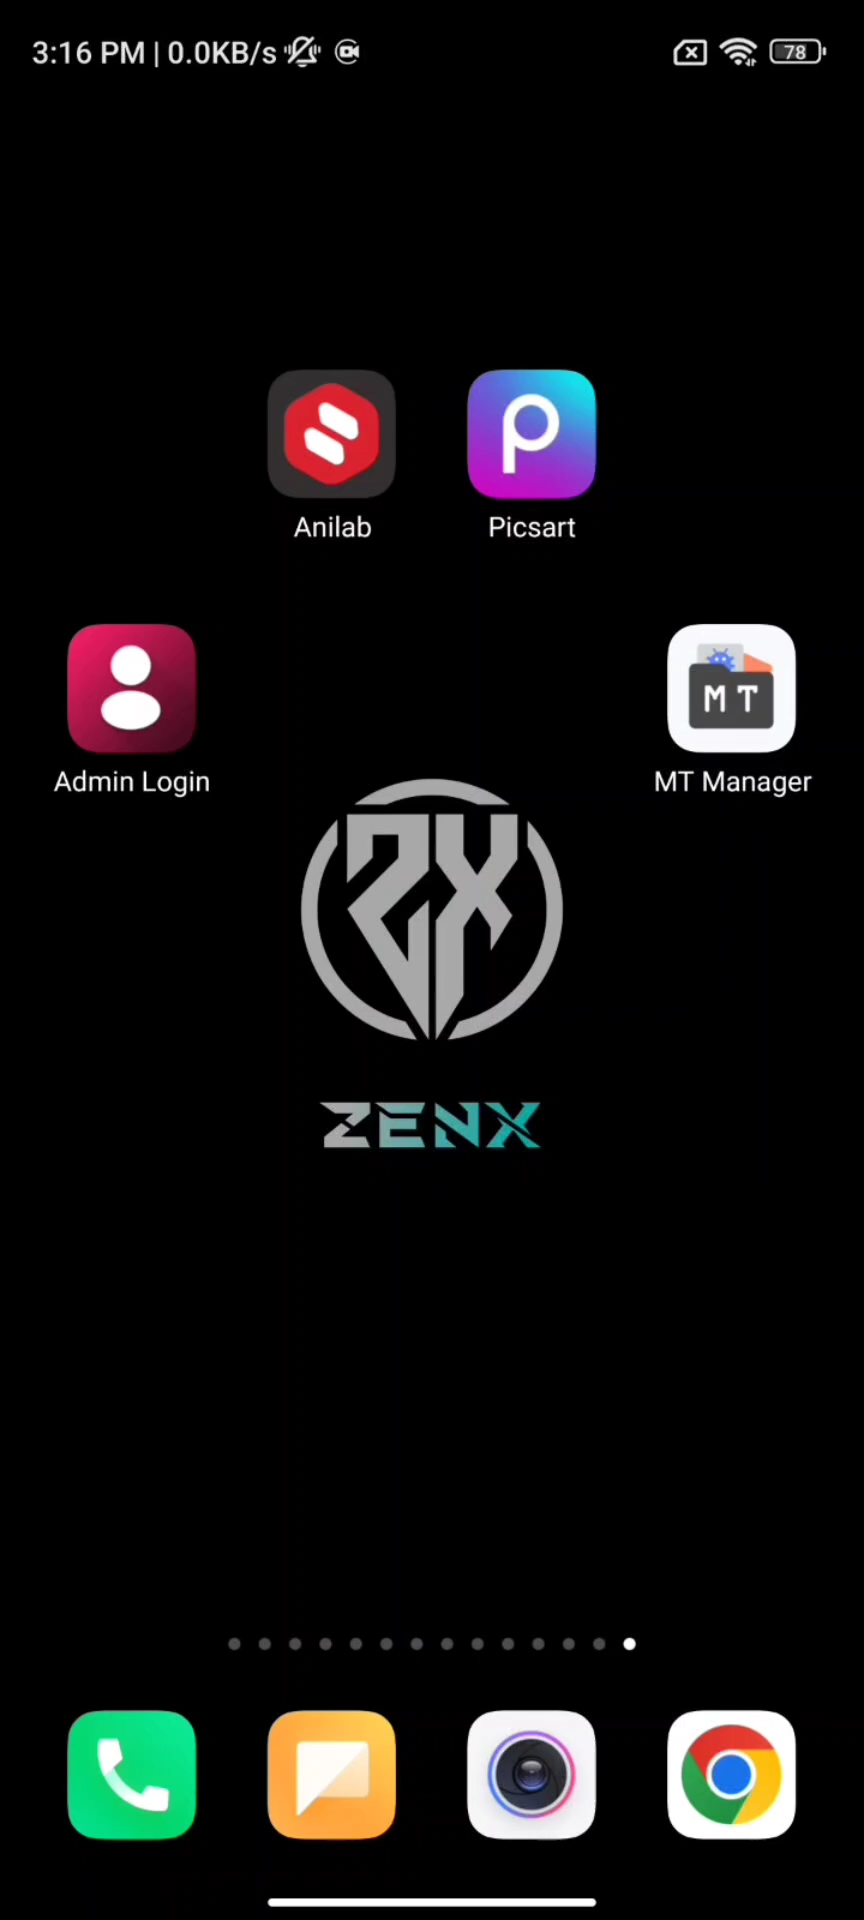 3:16 PM | 0.0KB/s
78
Anilab
Picsart
Admin Login
MT
MT Manager
ZX
ZENX